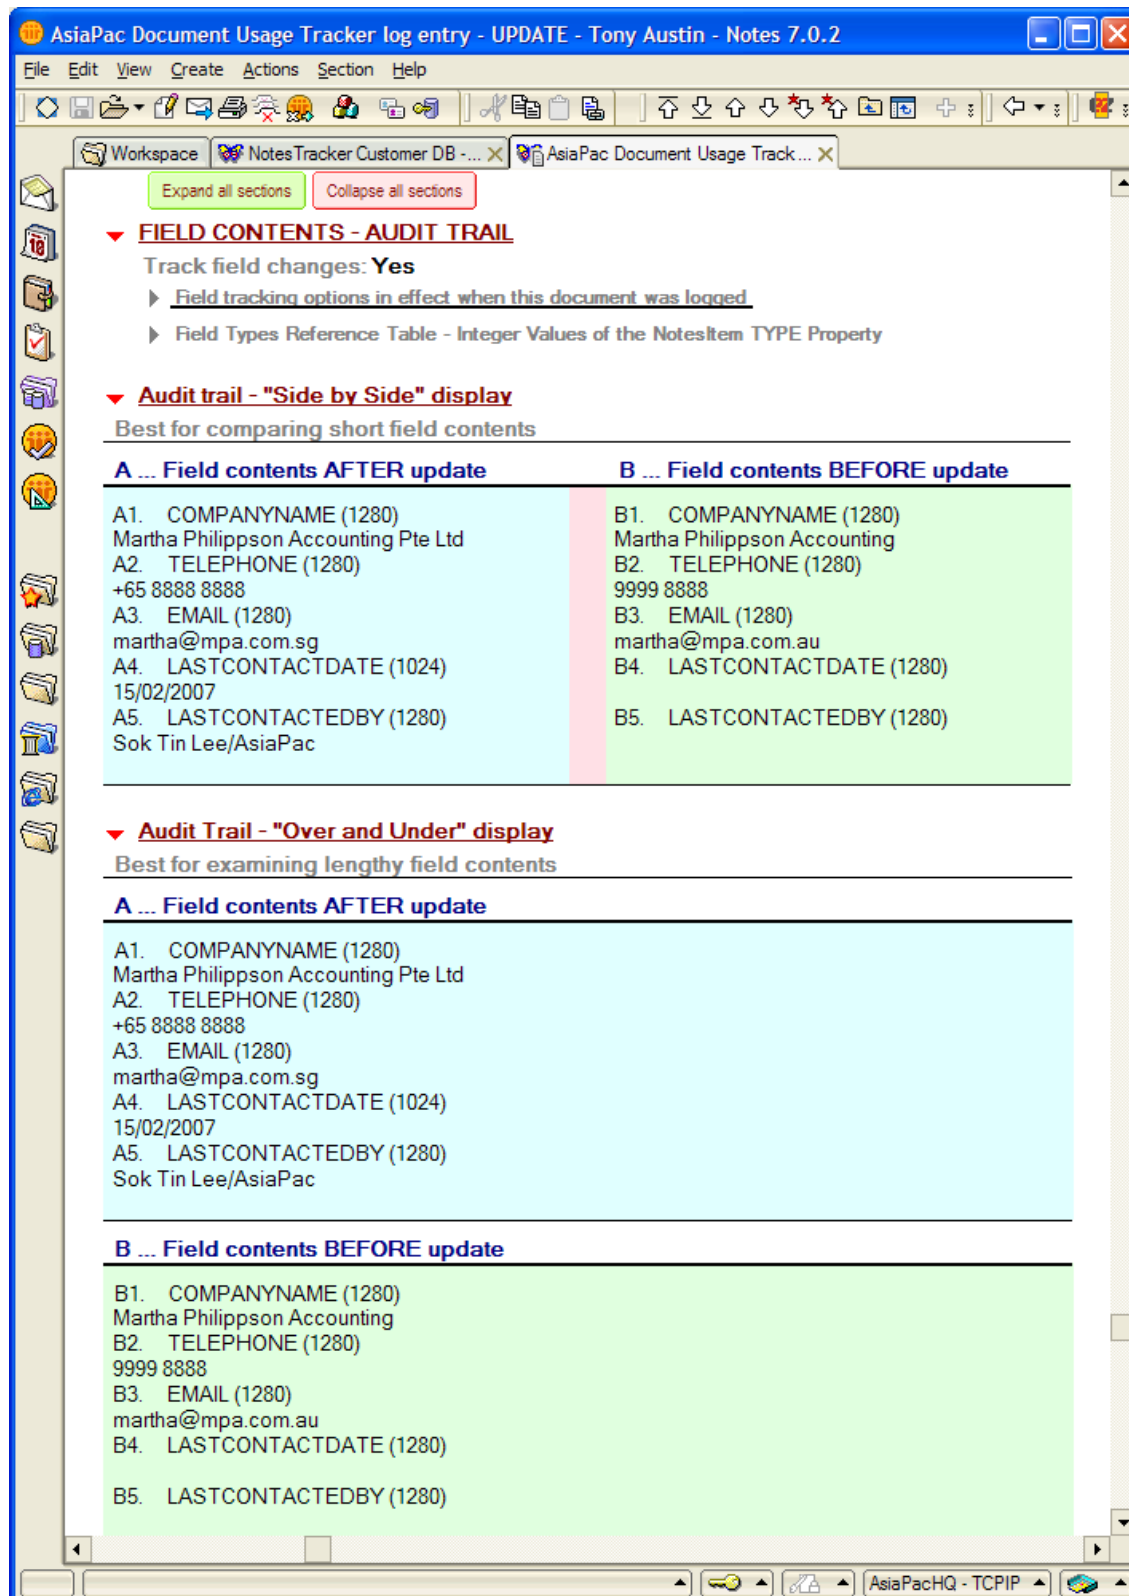 AsiaPac Document Usage Tracker log entry - UPDATE - Tony Austin - Notes 7.0.2
File Edit View Create Actions Section Help
Workspace NotesTracker Customer DB -... AsiaPac Document Usage Track...
Expand all sections Collapse all sections
FIELD CONTENTS - AUDIT TRAIL
Track field changes: Yes
Field tracking options in effect when this document was logged
Field Types Reference Table - Integer Values of the NotesItem TYPE Property
Audit trail - "Side by Side" display
Best for comparing short field contents
A ... Field contents AFTER update B ... Field contents BEFORE update
A1. COMPANYNAME (1280) B1. COMPANYNAME (1280)
Martha Philippson Accounting Pte Ltd Martha Philippson Accounting
A2. TELEPHONE (1280) B2. TELEPHONE (1280)
+65 8888 8888 9999 8888
A3. EMAIL (1280) B3. EMAIL (1280)
martha@mpa.com.sg martha@mpa.com.au
A4. LASTCONTACTDATE (1024) B4. LASTCONTACTDATE (1280)
15/02/2007
A5. LASTCONTACTEDBY (1280) B5. LASTCONTACTEDBY (1280)
Sok Tin Lee/AsiaPac
Audit Trail - "Over and Under" display
Best for examining lengthy field contents
A ... Field contents AFTER update
A1. COMPANYNAME (1280)
Martha Philippson Accounting Pte Ltd
A2. TELEPHONE (1280)
+65 8888 8888
A3. EMAIL (1280)
martha@mpa.com.sg
A4. LASTCONTACTDATE (1024)
15/02/2007
A5. LASTCONTACTEDBY (1280)
Sok Tin Lee/AsiaPac
B ... Field contents BEFORE update
B1. COMPANYNAME (1280)
Martha Philippson Accounting
B2. TELEPHONE (1280)
9999 8888
B3. EMAIL (1280)
martha@mpa.com.au
B4. LASTCONTACTDATE (1280)
B5. LASTCONTACTEDBY (1280)
AsiaPacHQ - TCPIP